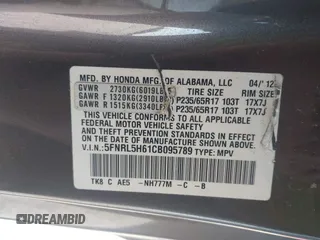 MFD. BY HONDA MFG. OF ALABAMA, LLC 04/'12
GVWR 2730KG(6019LB) TIRE SIZE RIM
GAWR F 1320KG(2910LB) P235/65R17 103T 17X7J
GAWR R 1515KG(3340LB) P235/65R17 103T 17X7J
THIS VEHICLE CONFORMS TO ALL APPLICABLE
FEDERAL MOTOR VEHICLE SAFETY AND
THEFT PREVENTION STANDARDS IN EFFECT ON
THE DATE OF MANUFACTURE SHOWN ABOVE.
V.I.N.: 5FNRL5H61CB095789 TYPE: MPV
TK8 C AE5 -NH777M -C -B